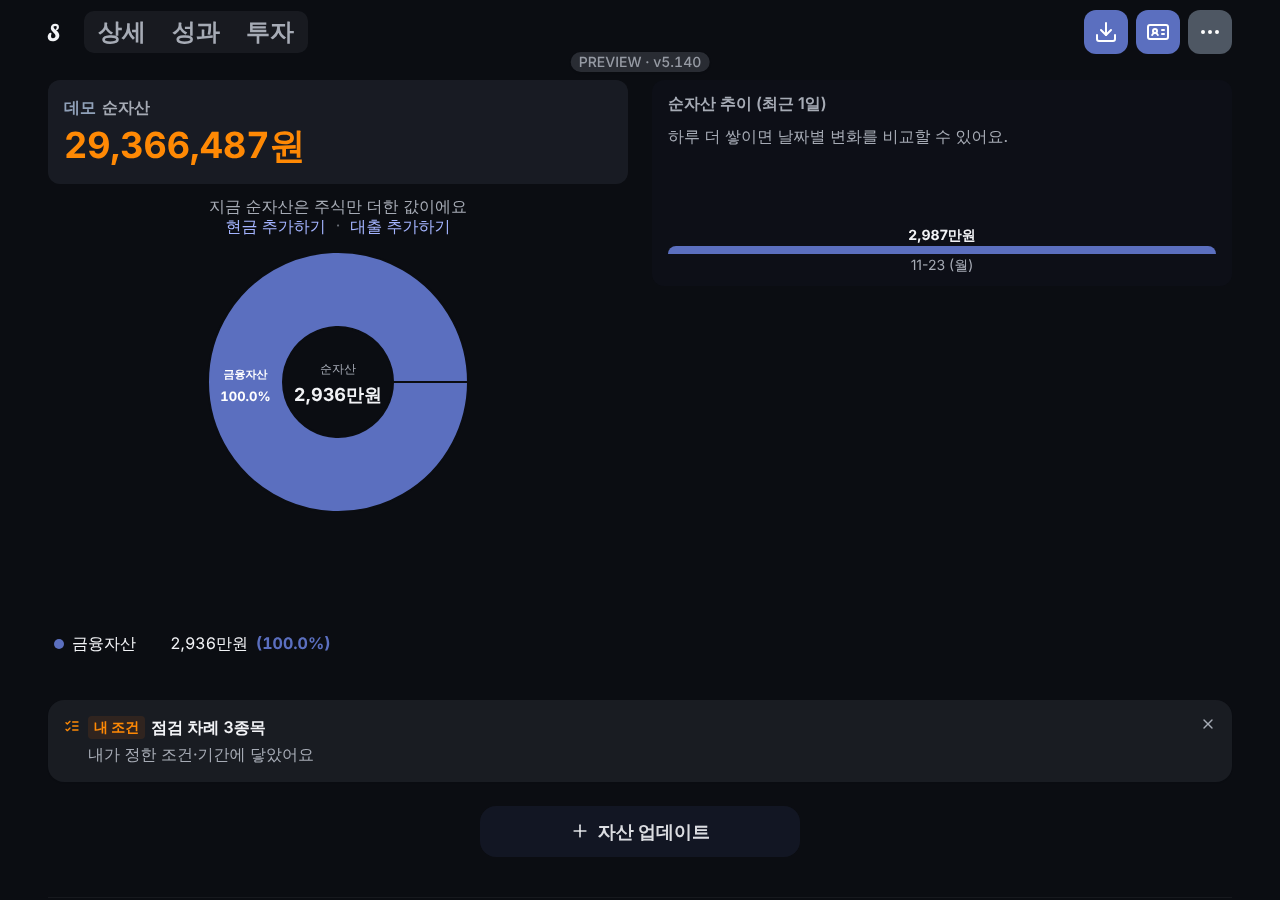 S
상세 성과 투자
PREVIEW · v5.140
데모 순자산
29,366,487원
지금 순자산은 주식만 더한 값이에요
현금 추가하기 · 대출 추가하기
금융자산
100.0%
순자산
2,936만원
금융자산 2,936만원 (100.0%)
순자산 추이 (최근 1일)
하루 더 쌓이면 날짜별 변화를 비교할 수 있어요.
2,987만원
11-23 (월)
내 조건 점검 차례 3종목
내가 정한 조건·기간에 닿았어요
자산 업데이트